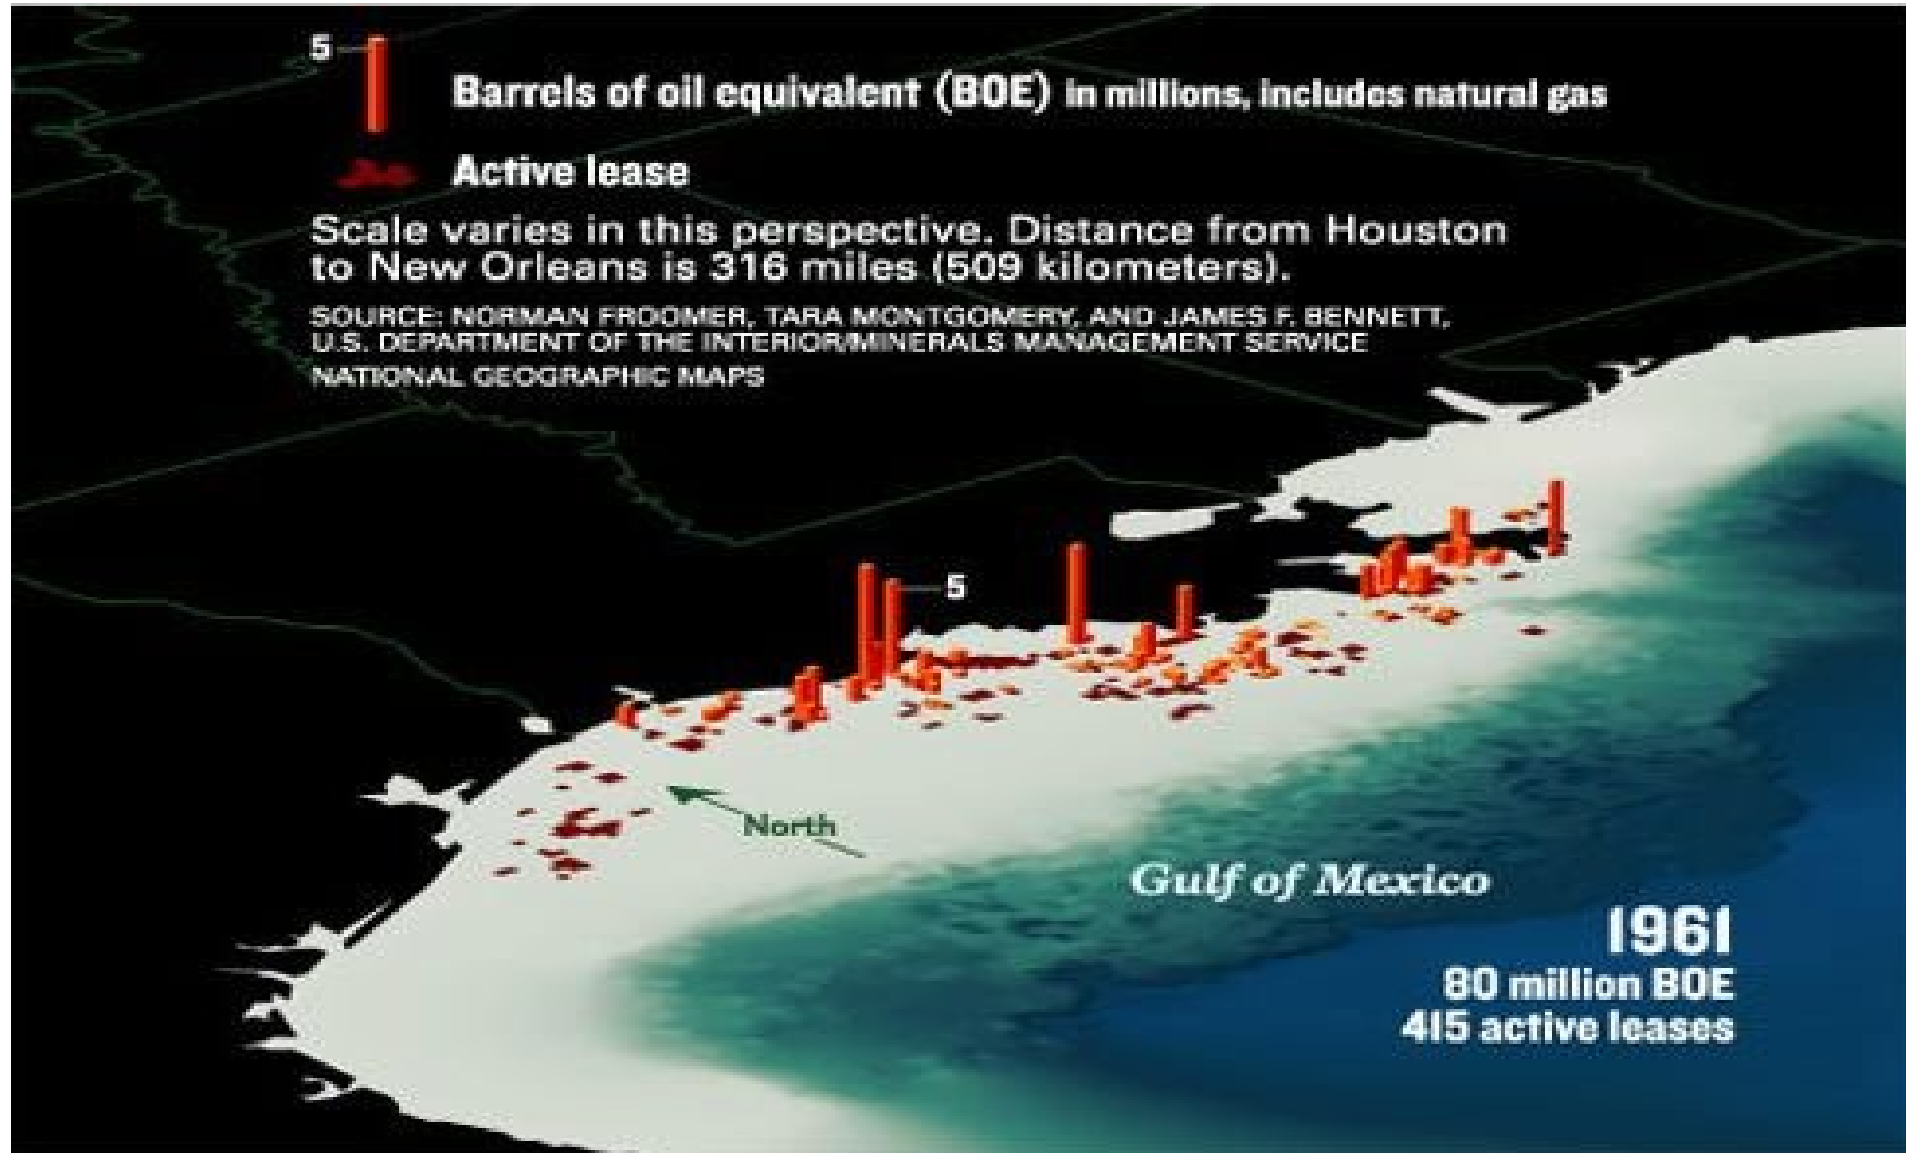 5
Barrels of oil equivalent (BOE) in millions, includes natural gas
Active lease
Scale varies in this perspective. Distance from Houston
to New Orleans is 316 miles (509 kilometers).
SOURCE: NORMAN FROOMER, TARA MONTGOMERY, AND JAMES F. BENNETT,
U.S. DEPARTMENT OF THE INTERIOR/MINERALS MANAGEMENT SERVICE
NATIONAL GEOGRAPHIC MAPS
5
North
Gulf of Mexico
1961
80 million BOE
415 active leases